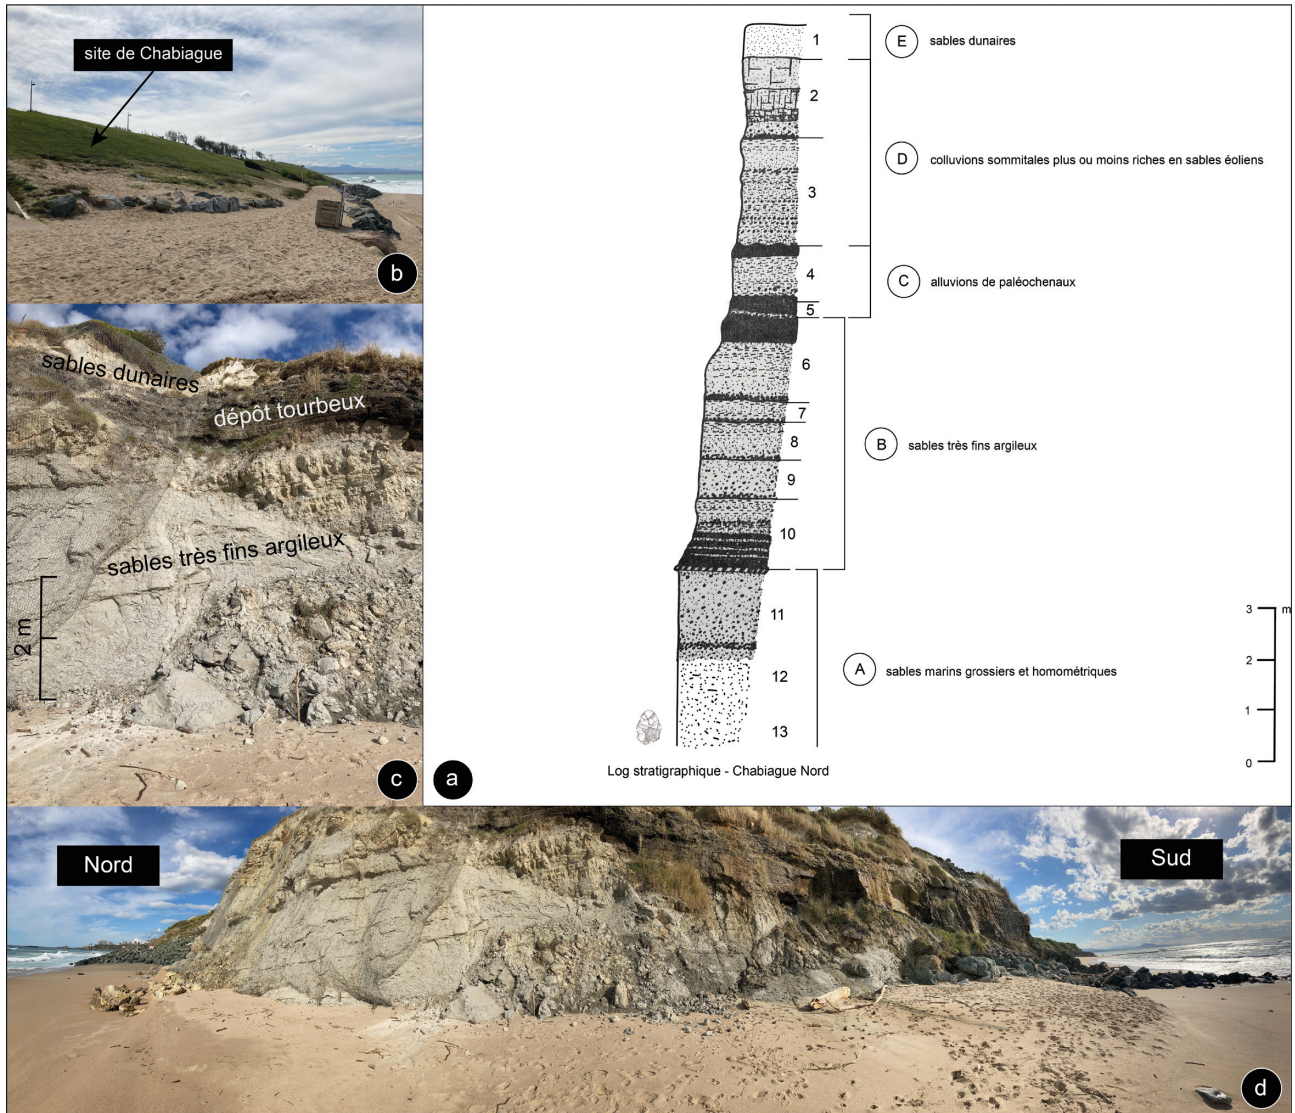 site de Chabiague
b
sables dunaires
dépôt tourbeux
sables très fins argileux
2 m
c
1
2
3
4
5
6
7
8
9
10
11
12
13
E sables dunaires
D colluvions sommitales plus ou moins riches en sables éoliens
C alluvions de paléochenaux
B sables très fins argileux
A sables marins grossiers et homométriques
3 m
2
1
0
Log stratigraphique - Chabiague Nord
a
Nord
Sud
d